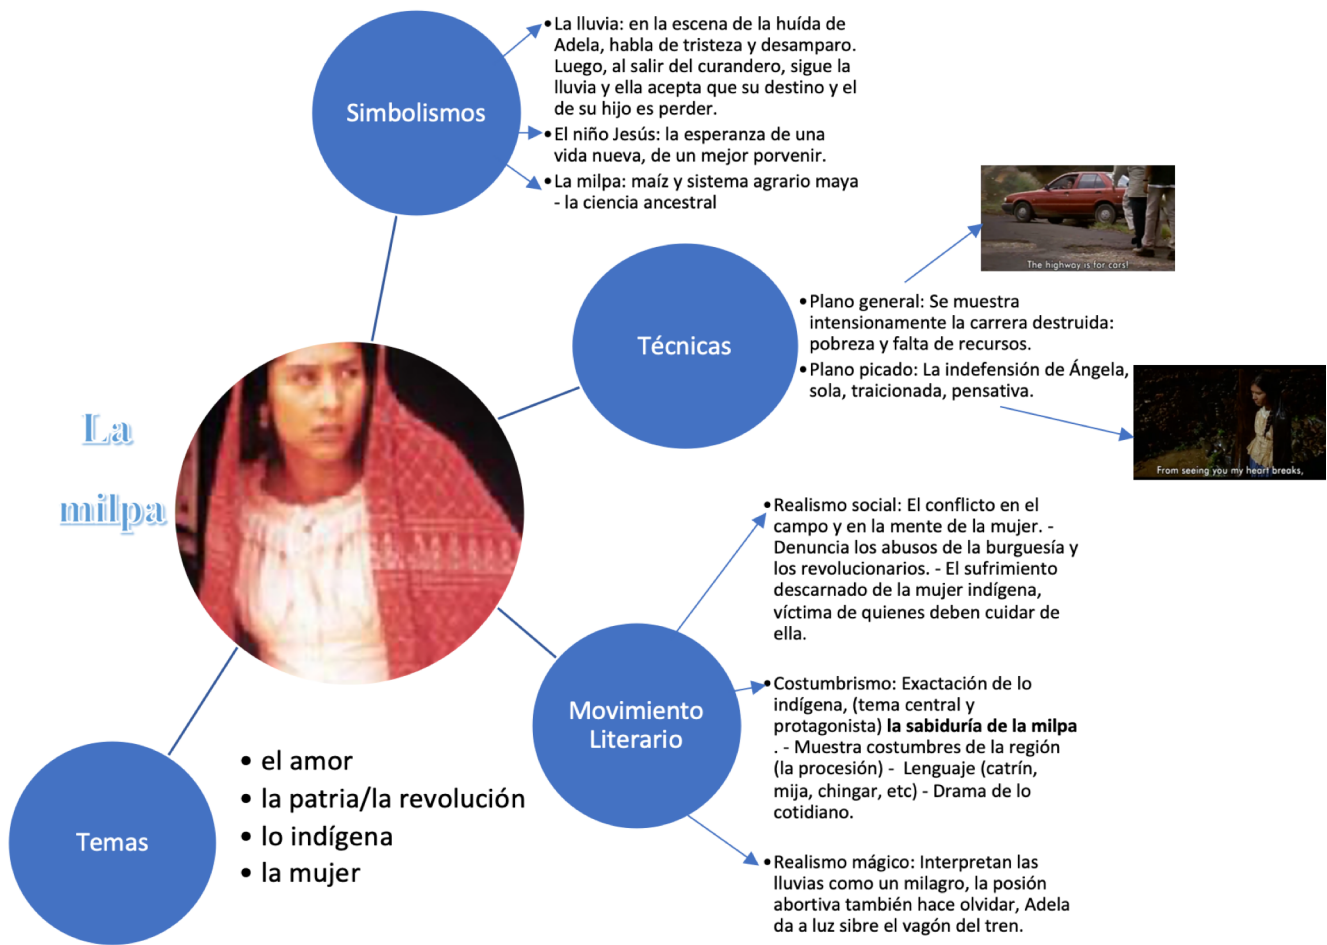 La
milpa
Simbolismos
• La lluvia: en la escena de la huída de
Adela, habla de tristeza y desamparo.
Luego, al salir del curandero, sigue la
lluvia y ella acepta que su destino y el
de su hijo es perder.
• El niño Jesús: la esperanza de una
vida nueva, de un mejor porvenir.
• La milpa: maíz y sistema agrario maya
- la ciencia ancestral
Técnicas
• Plano general: Se muestra
intensionamente la carrera destruida:
pobreza y falta de recursos.
• Plano picado: La indefensión de Ángela,
sola, traicionada, pensativa.
The highway is for cars!
From seeing you my heart breaks,
Movimiento
Literario
• Realismo social: El conflicto en el
campo y en la mente de la mujer. -
Denuncia los abusos de la burguesía y
los revolucionarios. - El sufrimiento
descarnado de la mujer indígena,
víctima de quienes deben cuidar de
ella.
• Costumbrismo: Exactación de lo
indígena, (tema central y
protagonista) la sabiduría de la milpa
. - Muestra costumbres de la región
(la procesión) - Lenguaje (catrín,
mija, chingar, etc) - Drama de lo
cotidiano.
• Realismo mágico: Interpretan las
lluvias como un milagro, la posión
abortiva también hace olvidar, Adela
da a luz sibre el vagón del tren.
Temas
• el amor
• la patria/la revolución
• lo indígena
• la mujer